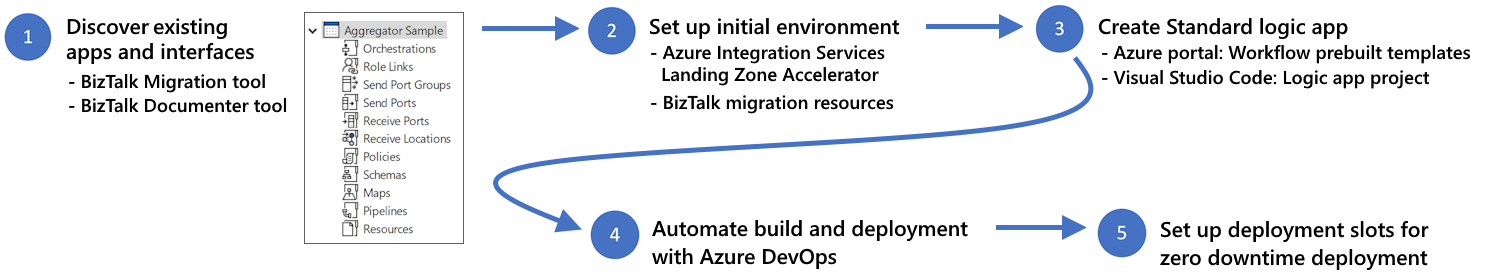 1
Discover existing
apps and interfaces
- BizTalk Migration tool
- BizTalk Documenter tool
Aggregator Sample
Orchestrations
Role Links
Send Port Groups
Send Ports
Receive Ports
Receive Locations
Policies
Schemas
Maps
Pipelines
Resources
2
Set up initial environment
- Azure Integration Services
Landing Zone Accelerator
- BizTalk migration resources
3
Create Standard logic app
- Azure portal: Workflow prebuilt templates
- Visual Studio Code: Logic app project
4
Automate build and deployment
with Azure DevOps
5
Set up deployment slots for
zero downtime deployment